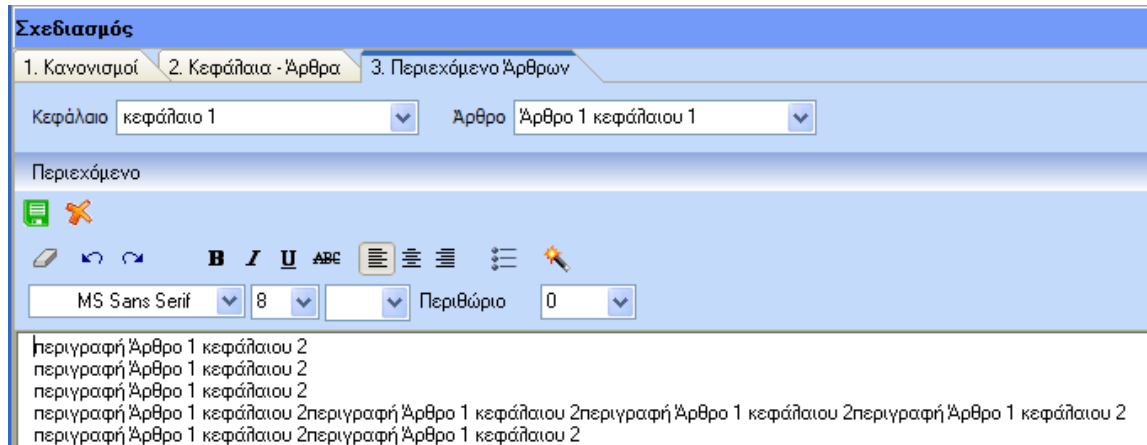 Σχεδιασμός
1. Κανονισμοί 2. Κεφάλαια - Άρθρα 3. Περιεχόμενο Άρθρων
Κεφάλαιο κεφάλαιο 1 Άρθρο Άρθρο 1 κεφάλαιου 1
Περιεχόμενο
B I U ABC
MS Sans Serif 8 Περιθώριο 0
περιγραφή Άρθρο 1 κεφάλαιου 2
περιγραφή Άρθρο 1 κεφάλαιου 2
περιγραφή Άρθρο 1 κεφάλαιου 2
περιγραφή Άρθρο 1 κεφάλαιου 2περιγραφή Άρθρο 1 κεφάλαιου 2περιγραφή Άρθρο 1 κεφάλαιου 2περιγραφή Άρθρο 1 κεφάλαιου 2
περιγραφή Άρθρο 1 κεφάλαιου 2περιγραφή Άρθρο 1 κεφάλαιου 2